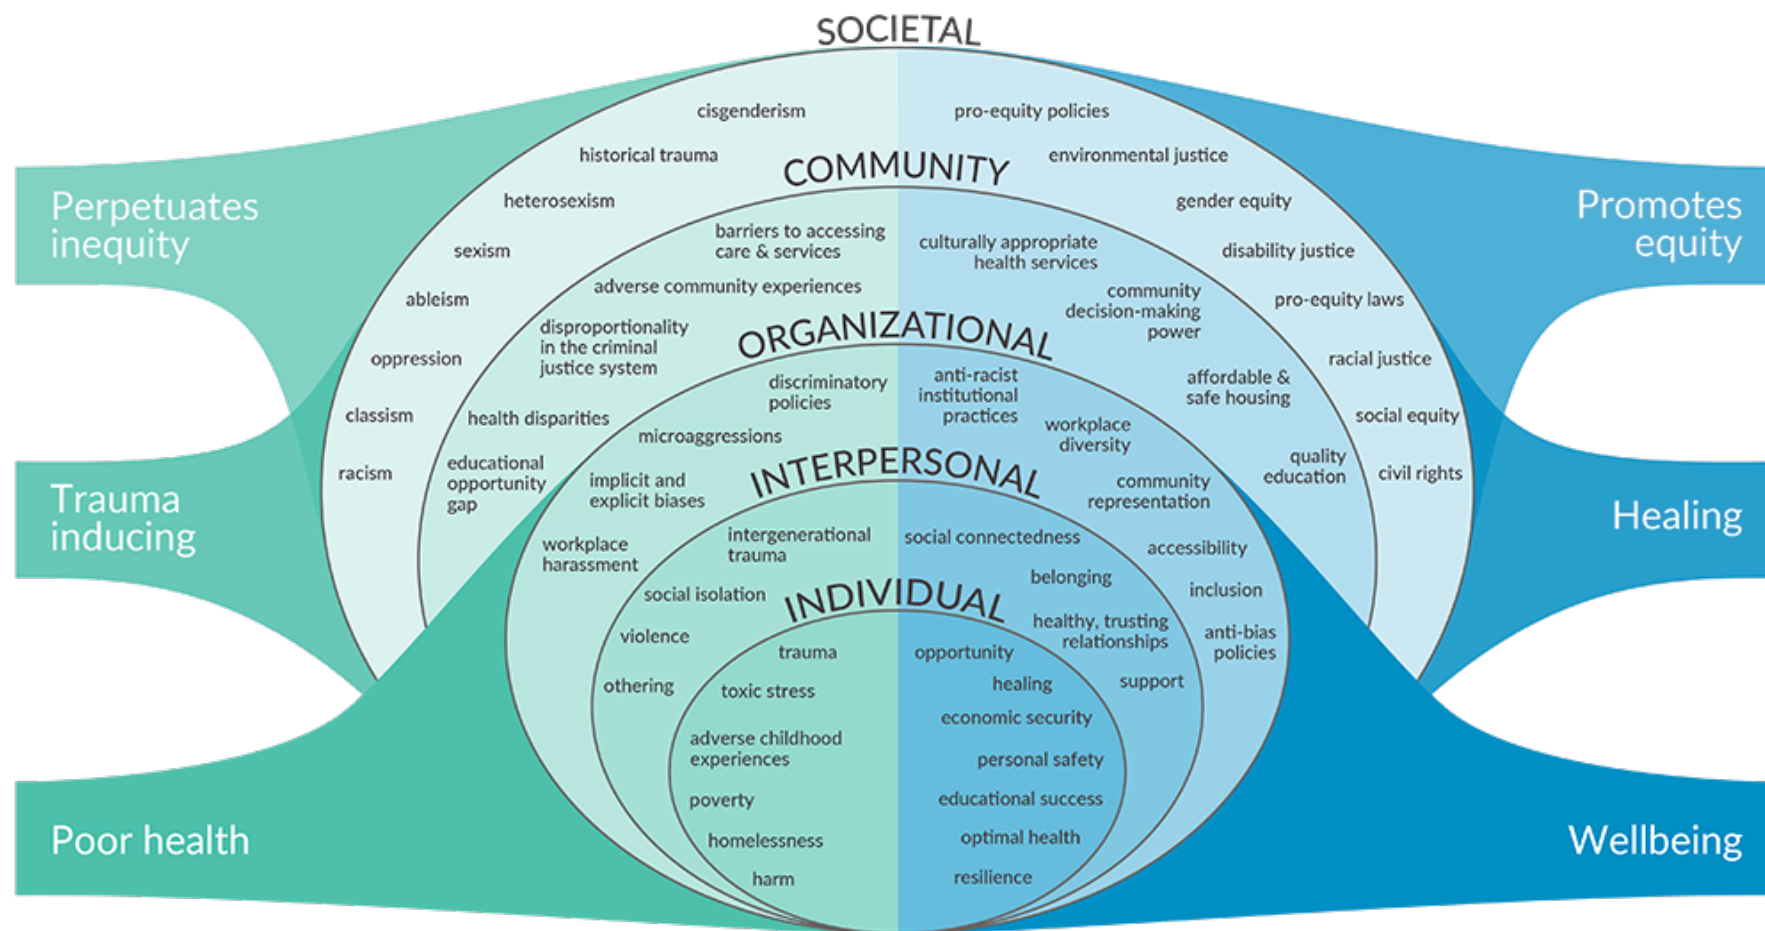 SOCIETAL
cisgenderism
historical trauma
heterosexism
sexism
ableism
oppression
classism
racism
pro-equity policies
environmental justice
gender equity
disability justice
pro-equity laws
racial justice
social equity
civil rights
COMMUNITY
barriers to accessing
care & services
adverse community experiences
disproportionality
in the criminal
justice system
health disparities
educational
opportunity
gap
culturally appropriate
health services
community
decision-making
power
affordable &
safe housing
quality
education
ORGANIZATIONAL
discriminatory
policies
microaggressions
implicit and
explicit biases
workplace
harassment
anti-racist
institutional
practices
workplace
diversity
community
representation
accessibility
inclusion
anti-bias
policies
INTERPERSONAL
intergenerational
trauma
social isolation
violence
othering
social connectedness
belonging
healthy, trusting
relationships
support
INDIVIDUAL
trauma
toxic stress
adverse childhood
experiences
poverty
homelessness
harm
opportunity
healing
economic security
personal safety
educational success
optimal health
resilience
Perpetuates
inequity
Trauma
inducing
Poor health
Promotes
equity
Healing
Wellbeing